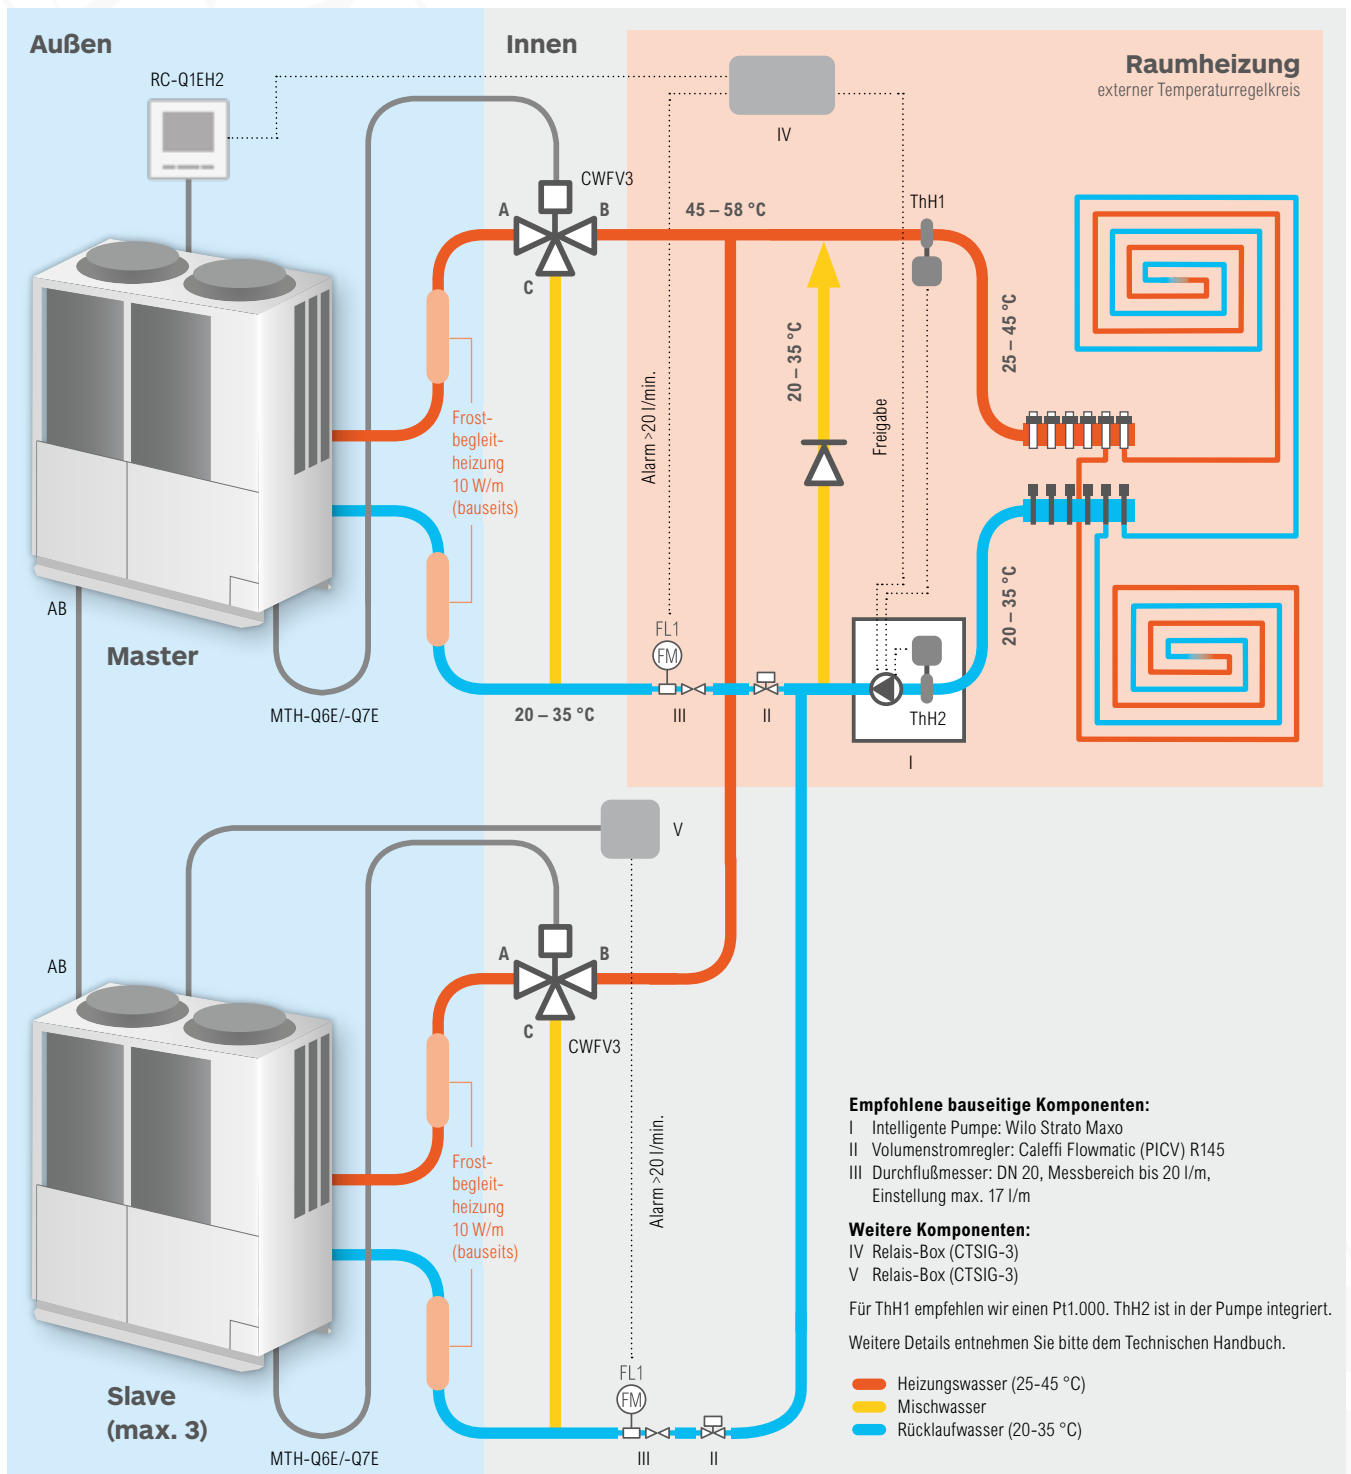 Außen
Innen
Raumheizung
externer Temperaturregelkreis
RC-Q1EH2
IV
CWFV3
A
B
C
45 – 58 °C
ThH1
20 – 35 °C
25 – 45 °C
Alarm >20 l/min.
Freigabe
Frost-
begleit-
heizung
10 W/m
(bauseits)
AB
Master
MTH-Q6E/-Q7E
20 – 35 °C
FL1
FM
III
II
ThH2
I
20 – 35 °C
V
AB
A
B
C
CWFV3
Frost-
begleit-
heizung
10 W/m
(bauseits)
Alarm >20 l/min.
Slave
(max. 3)
MTH-Q6E/-Q7E
FL1
FM
III
II
Empfohlene bauseitige Komponenten:
I Intelligente Pumpe: Wilo Strato Maxo
II Volumenstromregler: Caleffi Flowmatic (PICV) R145
III Durchflußmesser: DN 20, Messbereich bis 20 l/m,
Einstellung max. 17 l/m
Weitere Komponenten:
IV Relais-Box (CTSIG-3)
V Relais-Box (CTSIG-3)
Für ThH1 empfehlen wir einen Pt1.000. ThH2 ist in der Pumpe integriert.
Weitere Details entnehmen Sie bitte dem Technischen Handbuch.
Heizungswasser (25-45 °C)
Mischwasser
Rücklaufwasser (20-35 °C)